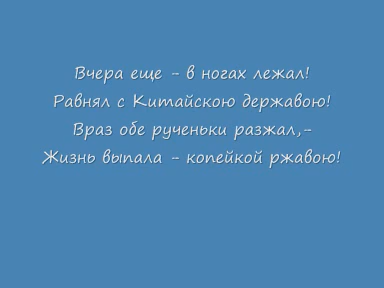 Вчера еще - в ногах лежал!
Равнял с Китайскою державою!
Враз обе рученьки разжал,-
Жизнь выпала - копейкой ржавою!